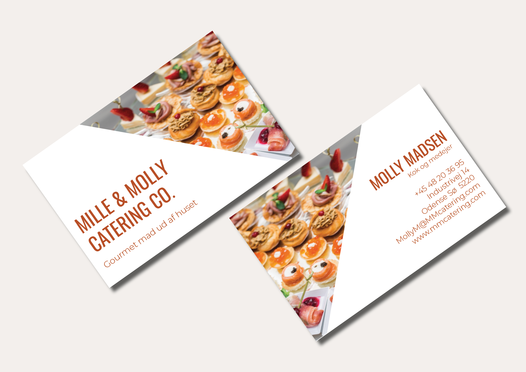 MILLE & MOLLY
CATERING CO.
Gourmet mad ud af huset
MOLLY MADSEN
Kok og medejer
+45 48 20 36 95
Industrivej 14
Odense Sø. 5220
MollyM@MMcatering.com
www.mmcatering.com